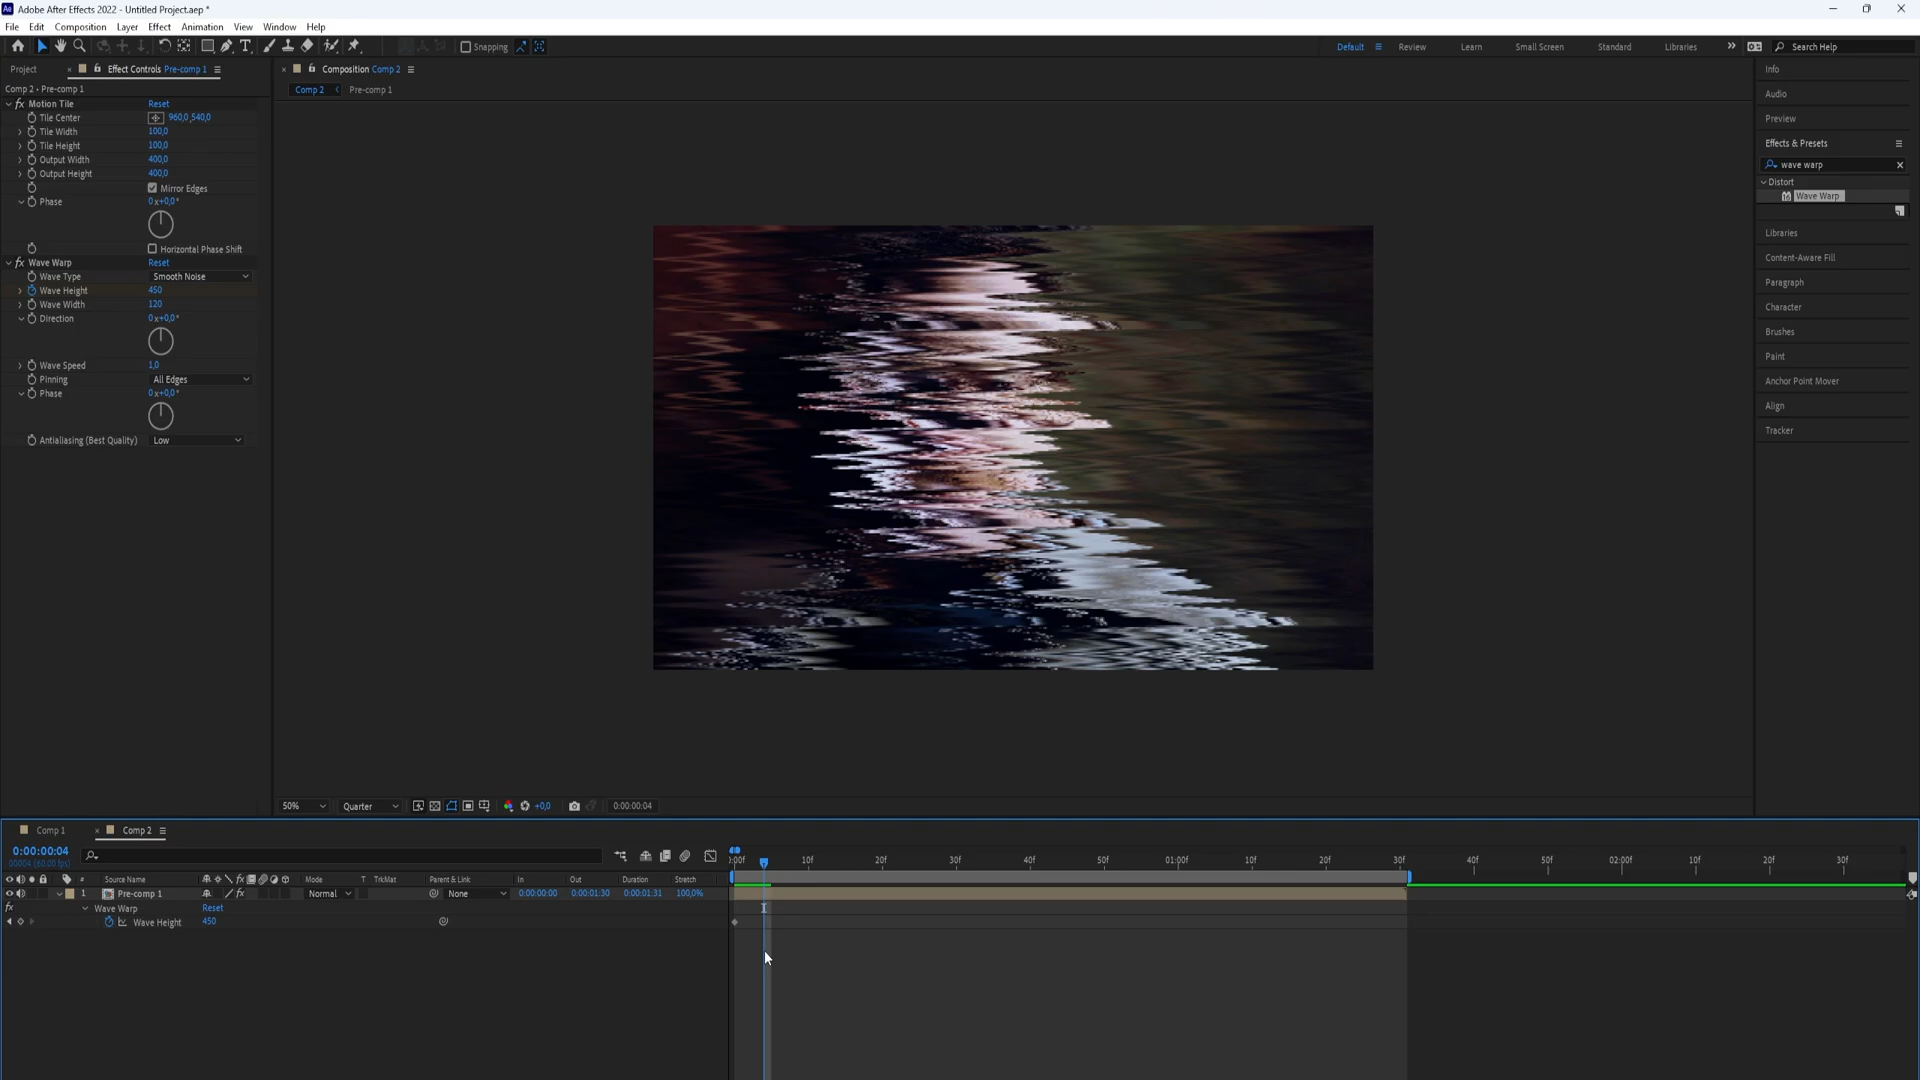 Adobe After Effects 2022 - Untitled Project.aep *
File Edit Composition Layer Effect Animation View Window Help
Snapping Default Review Learn Small Screen Standard Libraries Search Help
Project Effect Controls Pre-comp 1
Composition Comp 2
Info
Comp 2 • Pre-comp 1
Comp 2 Pre-comp 1
Audio
Motion Tile Reset
Tile Center 960,0,540,0
Preview
Tile Width 100,0
Tile Height 100,0
Effects & Presets
Output Width 400,0
wave warp
Output Height 400,0
Distort
Mirror Edges
Wave Warp
Phase 0x+0,0°
Libraries
Horizontal Phase Shift
Content-Aware Fill
Wave Warp Reset
Wave Type Smooth Noise
Paragraph
Wave Height 450
Wave Width 120
Character
Direction 0x+0,0°
Brushes
Paint
Wave Speed 1,0
Pinning All Edges
Anchor Point Mover
Phase 0x+0,0°
Align
Tracker
Antialiasing (Best Quality) Low
50% Quarter +0,0 0:00:00:04
Comp 1 Comp 2
0:00:00:04
00004 (60.00 fps)
:00f 10f 20f 30f 40f 50f 01:00f 10f 20f 30f 40f 50f 02:00f 10f 20f 30f
# Source Name Mode T TrkMat Parent & Link In Out Duration Stretch
1 Pre-comp 1 Normal None 0:00:00:00 0:00:01:30 0:00:01:31 100,0%
Wave Warp Reset
Wave Height 450